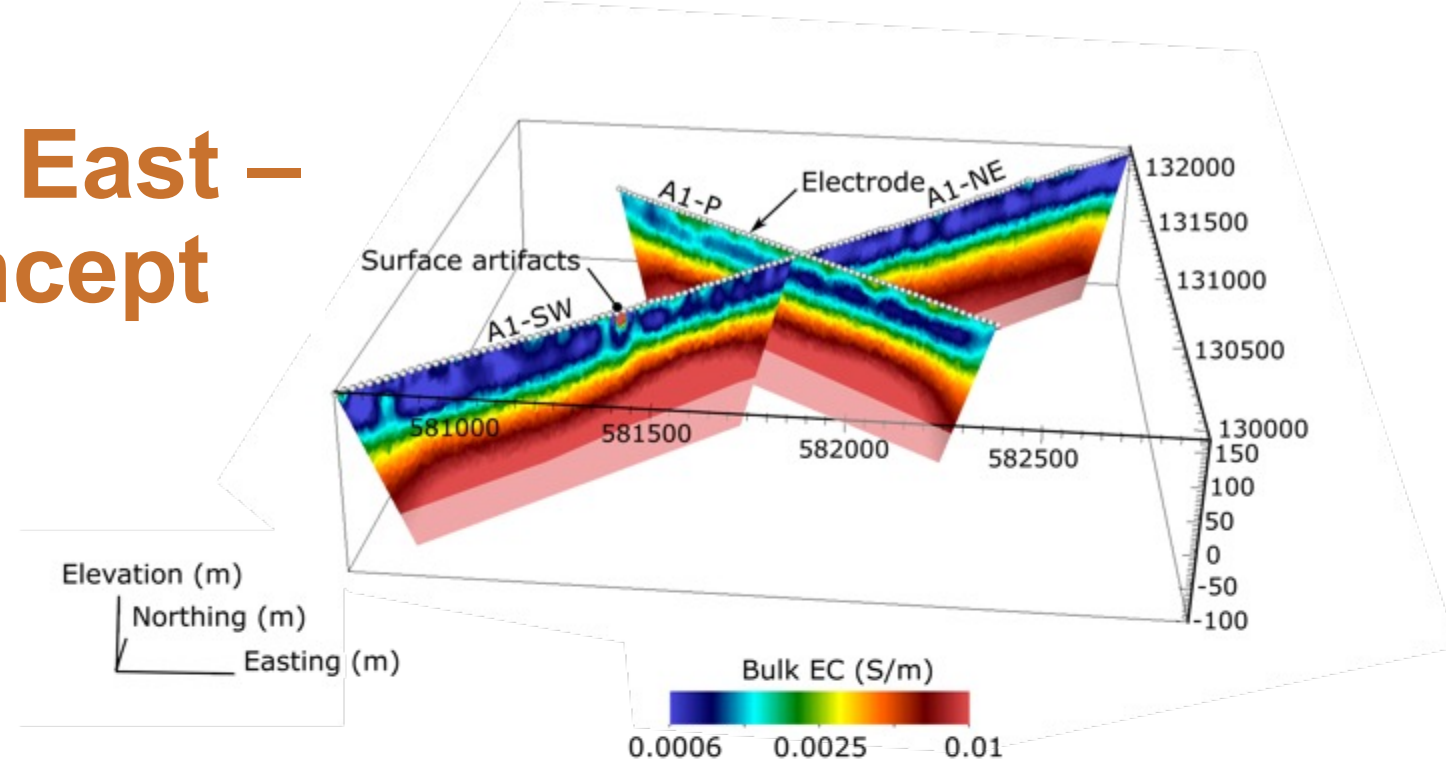 East –
ncept
Electrode
A1-P
A1-NE
Surface artifacts
A1-SW
132000
131500
131000
130500
130000
581000
581500
582000
582500
150
100
50
0
-50
-100
Elevation (m)
Northing (m)
Easting (m)
Bulk EC (S/m)
0.0006 0.0025 0.01